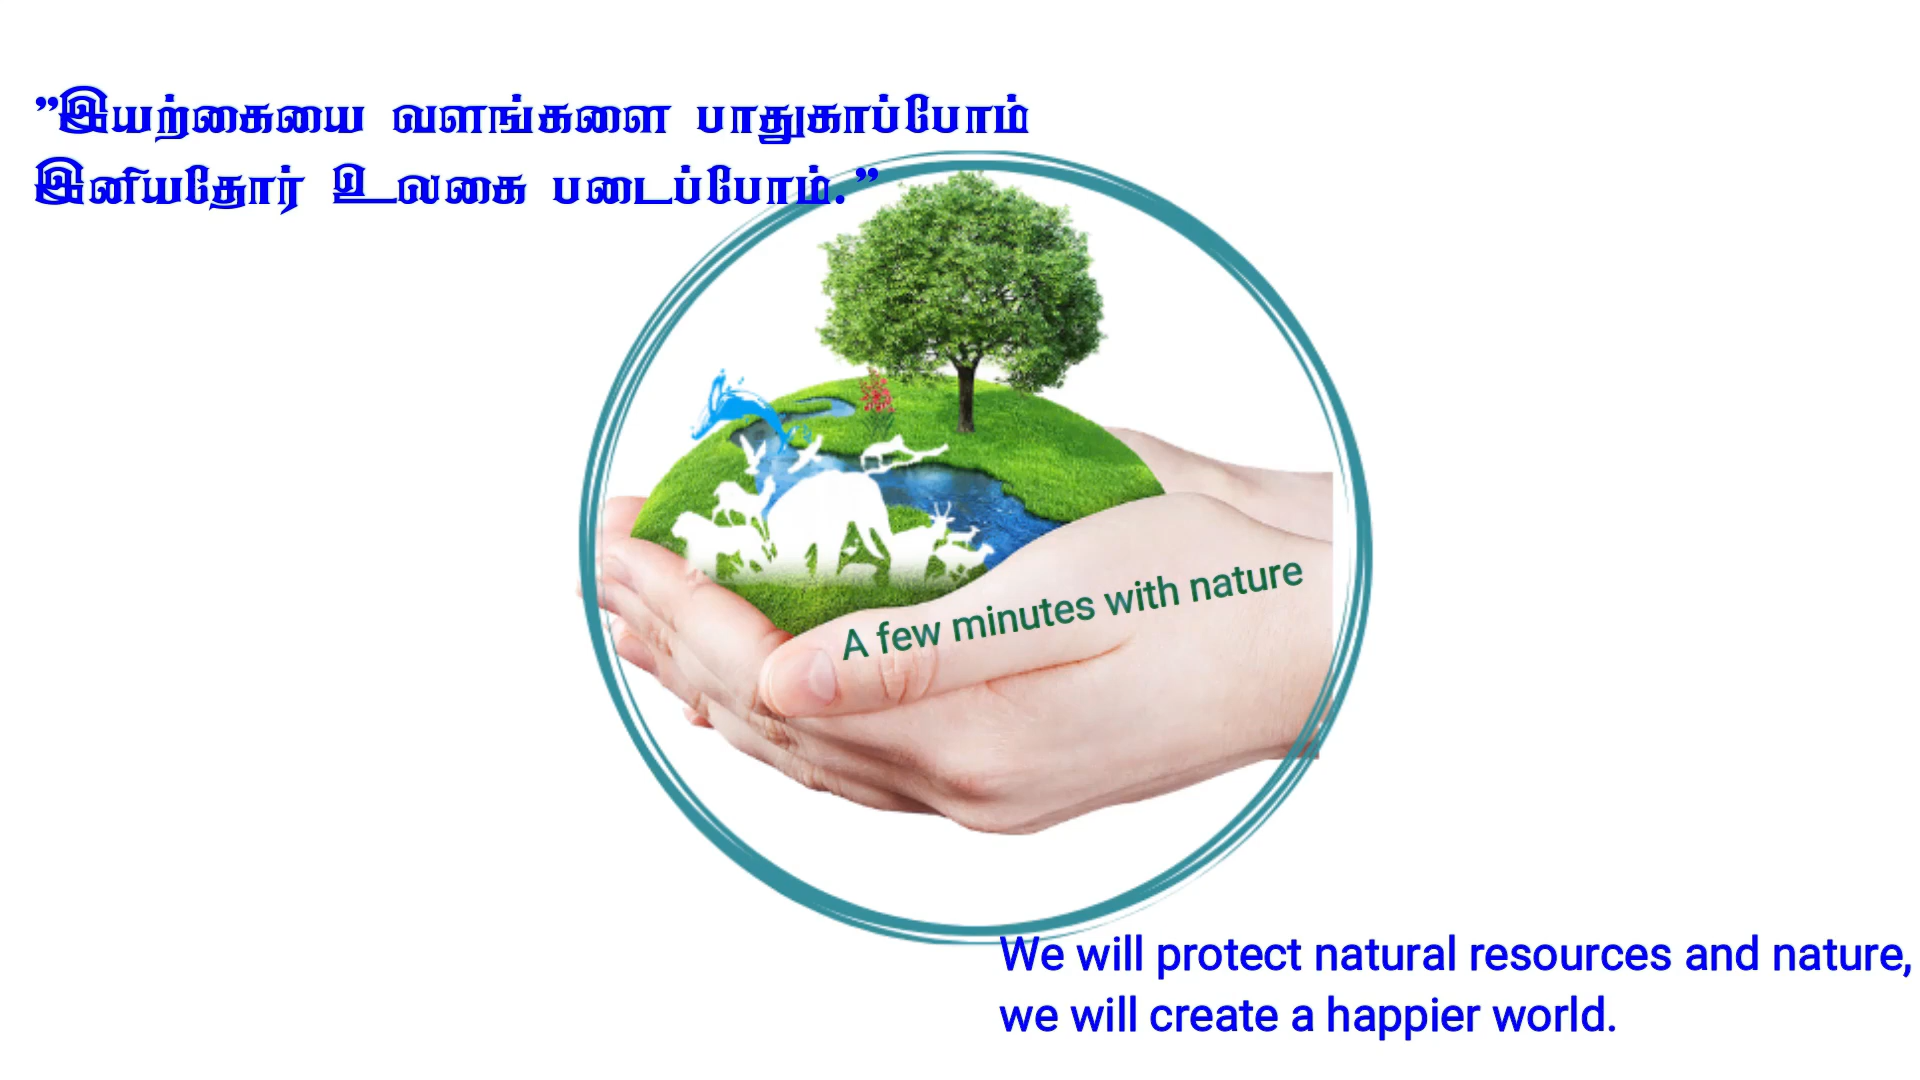 ”இயற்கையை வளங்களை பாதுகாப்போம்
இனியதோர் உலகை படைப்போம்.”
A few minutes with nature
We will protect natural resources and nature,
we will create a happier world.